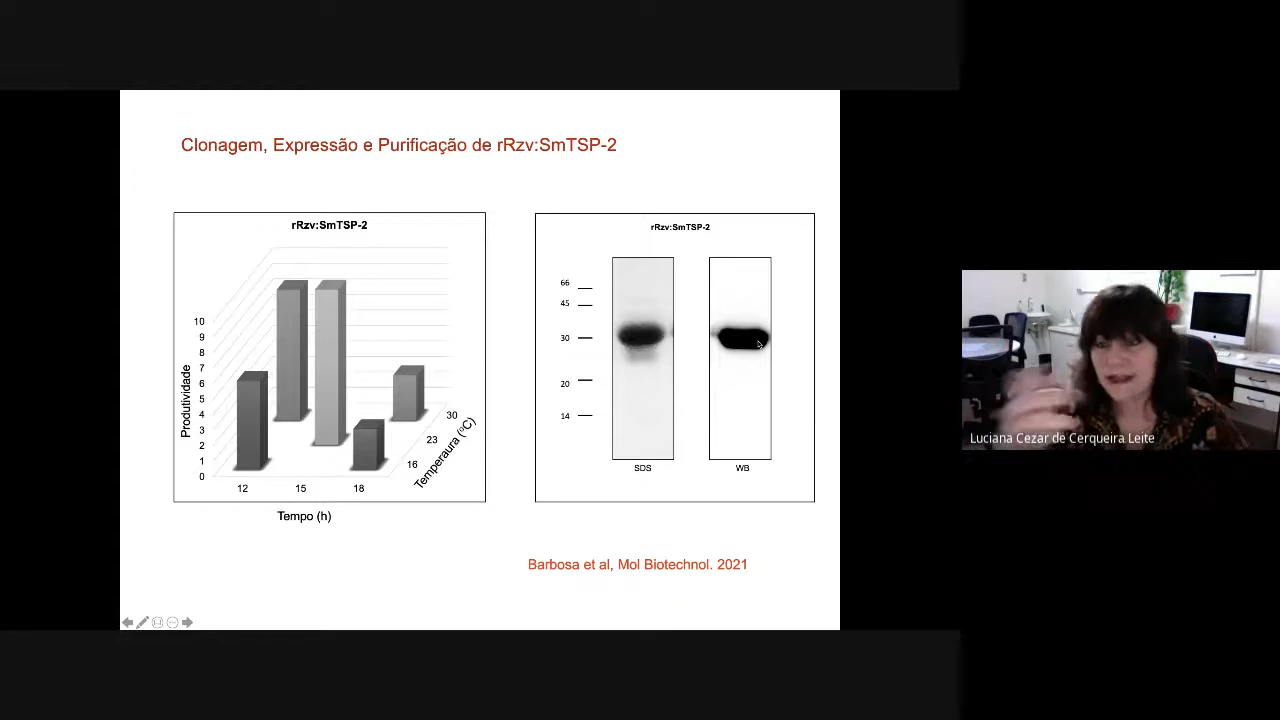 Clonagem, Expressão e Purificação de rRzv:SmTSP-2
rRzv:SmTSP-2
10
9
8
7
6
5
4
3
2
1
0
Produtividade
12
15
18
Tempo (h)
16
23
30
Temperaura (ºC)
rRzv:SmTSP-2
66
45
30
20
14
SDS
WB
Barbosa et al, Mol Biotechnol. 2021
Luciana Cezar de Cerqueira Leite